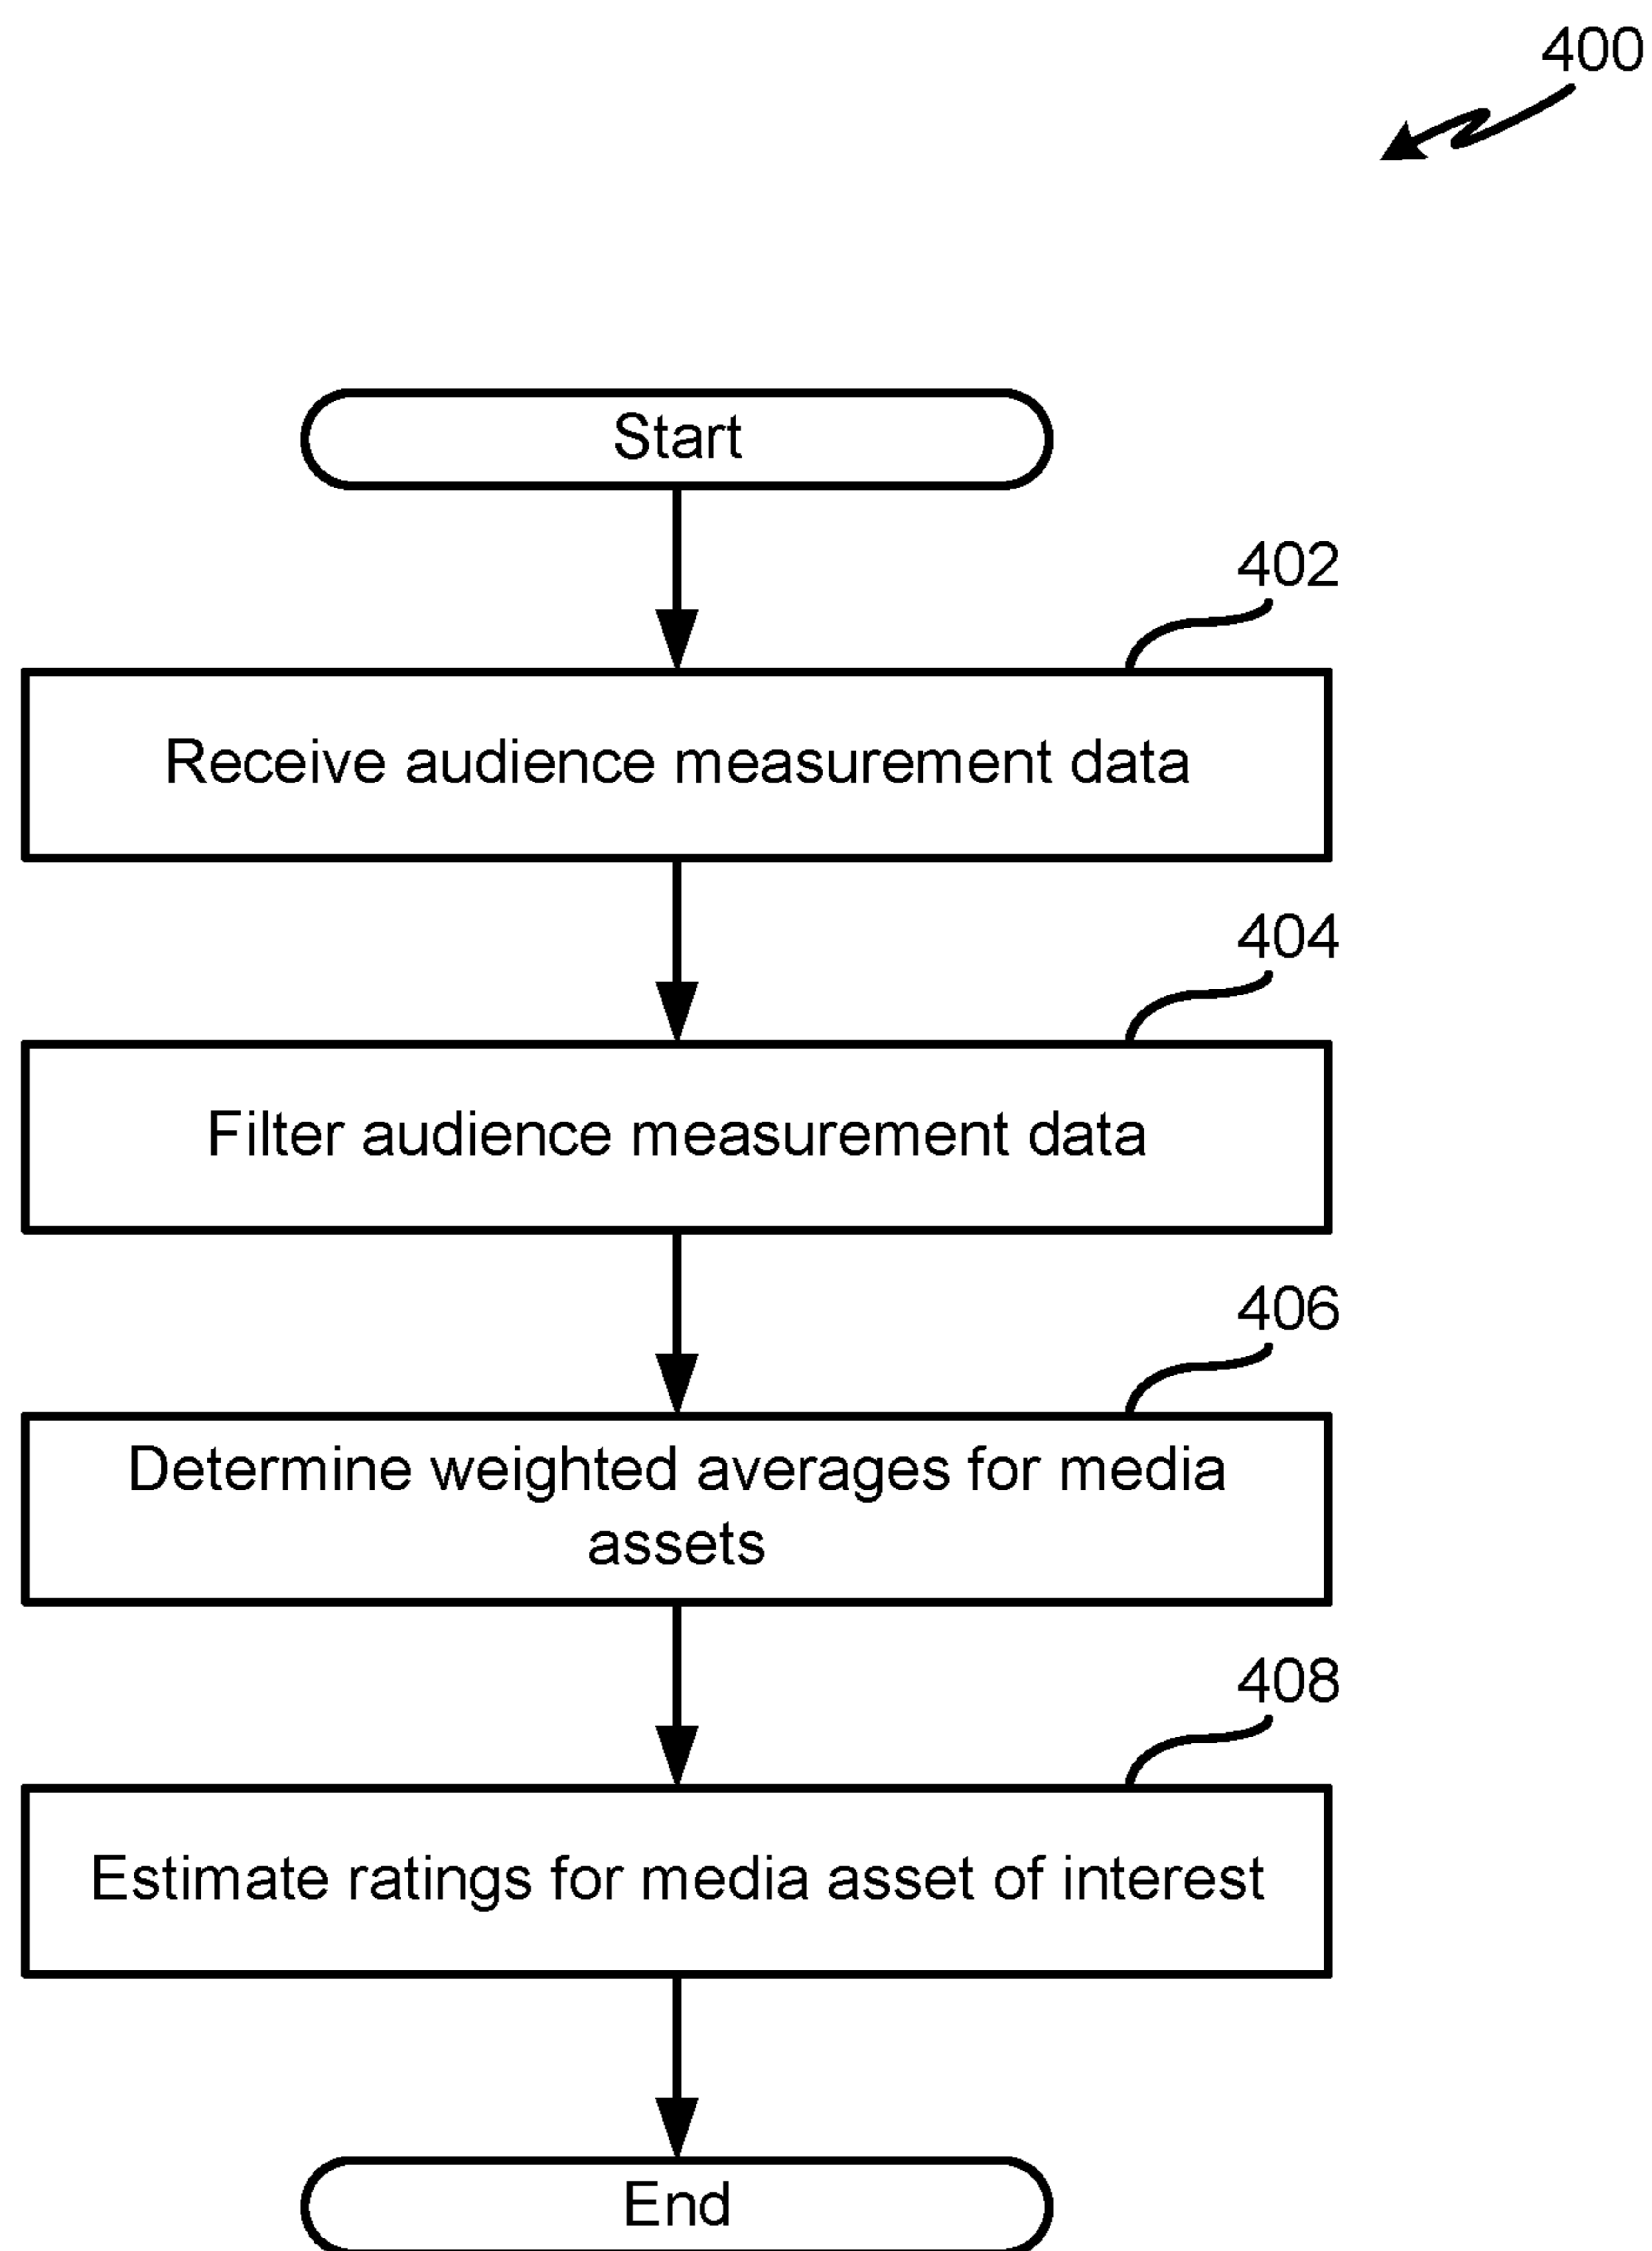 400
Start
402
Receive audience measurement data
404
Filter audience measurement data
406
Determine weighted averages for media
assets
408
Estimate ratings for media asset of interest
End